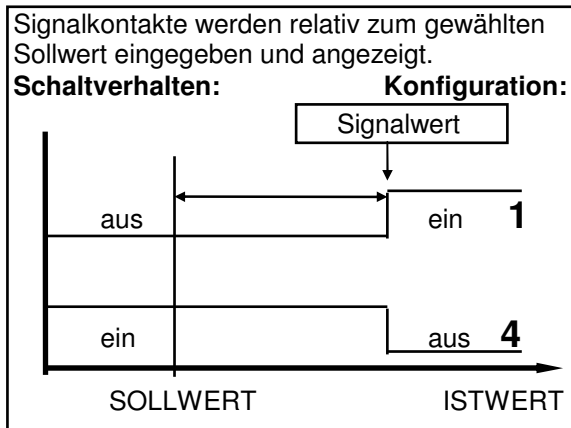 Signalkontakte werden relativ zum gewählten
Sollwert eingegeben und angezeigt.
Schaltverhalten: Konfiguration:
Signalwert
aus ein 1
ein aus 4
SOLLWERT ISTWERT